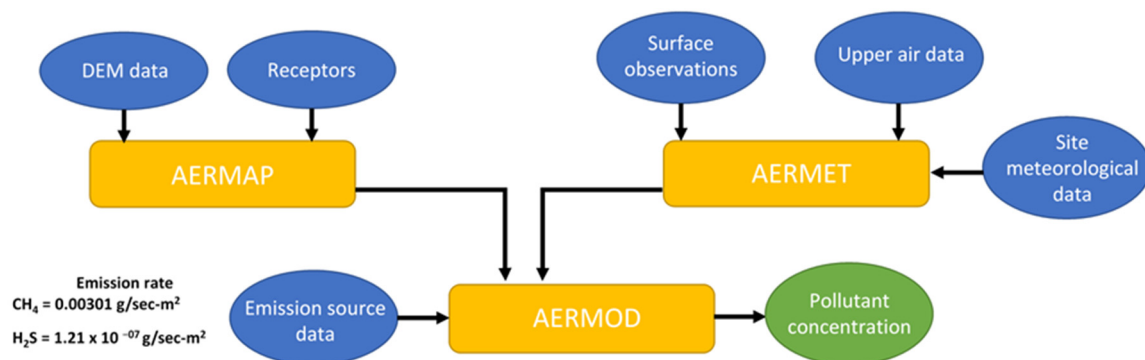 DEM data
Receptors
Surface
observations
Upper air data
AERMAP
AERMET
Site
meteorological
data
Emission rate
CH₄ = 0.00301 g/sec-m²
H₂S = 1.21 x 10 ⁻⁰⁷ g/sec-m²
Emission source
data
AERMOD
Pollutant
concentration